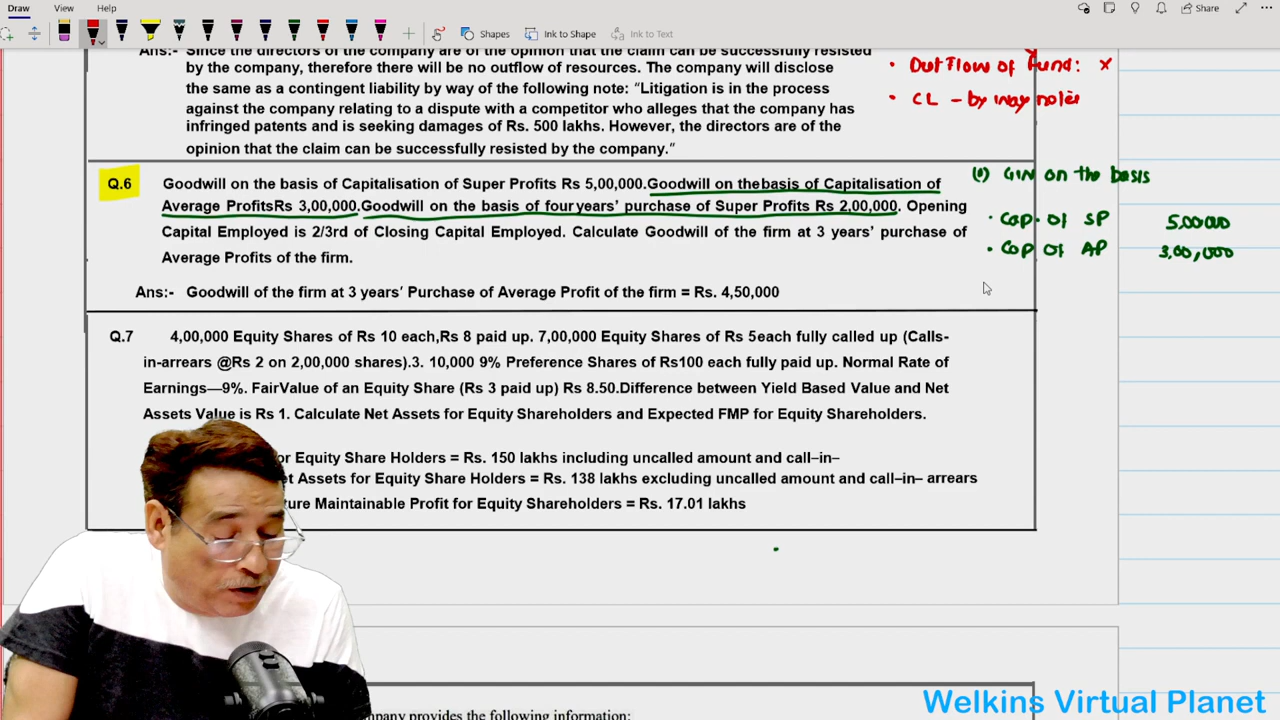 Draw View Help
Share
Shapes Ink to Shape Ink to Text
Ans:- Since the directors of the company are of the opinion that the claim can be successfully resisted
by the company, therefore there will be no outflow of resources. The company will disclose
the same as a contingent liability by way of the following note: “Litigation is in the process
against the company relating to a dispute with a competitor who alleges that the company has
infringed patents and is seeking damages of Rs. 500 lakhs. However, the directors are of the
opinion that the claim can be successfully resisted by the company.”
• Outflow of Fund: x
• CL – by way notes
Q.6 Goodwill on the basis of Capitalisation of Super Profits Rs 5,00,000.Goodwill on thebasis of Capitalisation of
Average ProfitsRs 3,00,000.Goodwill on the basis of fouryears’ purchase of Super Profits Rs 2,00,000. Opening
Capital Employed is 2/3rd of Closing Capital Employed. Calculate Goodwill of the firm at 3 years’ purchase of
Average Profits of the firm.
Ans:- Goodwill of the firm at 3 years’ Purchase of Average Profit of the firm = Rs. 4,50,000
GW on the basis
• Cap. of SP 500000
• Cap of AP 3,00,000
Q.7 4,00,000 Equity Shares of Rs 10 each,Rs 8 paid up. 7,00,000 Equity Shares of Rs 5each fully called up (Calls-
in-arrears @Rs 2 on 2,00,000 shares).3. 10,000 9% Preference Shares of Rs100 each fully paid up. Normal Rate of
Earnings—9%. FairValue of an Equity Share (Rs 3 paid up) Rs 8.50.Difference between Yield Based Value and Net
Assets Value is Rs 1. Calculate Net Assets for Equity Shareholders and Expected FMP for Equity Shareholders.
or Equity Share Holders = Rs. 150 lakhs including uncalled amount and call–in–
Assets for Equity Share Holders = Rs. 138 lakhs excluding uncalled amount and call–in– arrears
Maintainable Profit for Equity Shareholders = Rs. 17.01 lakhs
Welkins Virtual Planet
company provides the following information: